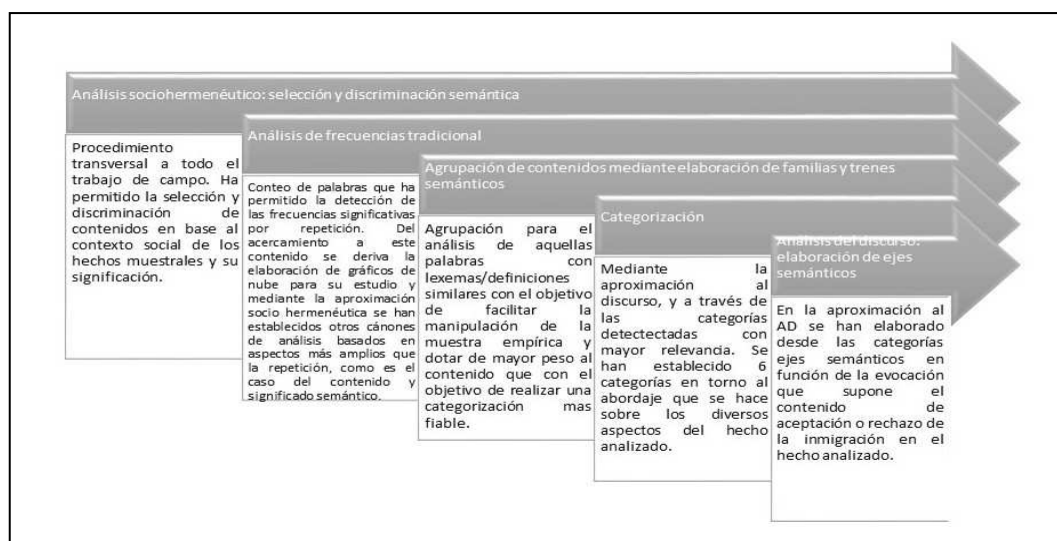 Análisis sociohermenéutico: selección y discriminación semántica
Procedimiento
transversal a todo el
trabajo de campo. Ha
permitido la selección y
discriminación de
contenidos en base al
contexto social de los
hechos muestrales y su
significación.
Análisis de frecuencias tradicional
Conteo de palabras que ha
permitido la detección de
las frecuencias significativas
por repetición. Del
acercamiento a este
contenido se deriva la
elaboración de gráficos de
nube para su estudio y
mediante la aproximación
socio hermenéutica se han
establecidos otros cánones
de análisis basados en
aspectos más amplios que
la repetición, como es el
caso del contenido y
significado semántico.
Agrupación de contenidos mediante elaboración de familias y trenes
semánticos
Agrupación para el
análisis de aquellas
palabras con
lexemas/definiciones
similares con el objetivo
de facilitar la
manipulación de la
muestra empírica y
dotar de mayor peso al
contenido que con el
objetivo de realizar una
categorización mas
fiable.
Categorización
Mediante la
aproximación al
discurso, y a través de
las categorías
detectectadas con
mayor relevancia. Se
han establecido 6
categorías en torno al
abordaje que se hace
sobre los diversos
aspectos del hecho
analizado.
Análisis del discurso:
elaboración de ejes
semánticos
En la aproximación al
AD se han elaborado
desde las categorías
ejes semánticos en
función de la evocación
que supone el
contenido de
aceptación o rechazo de
la inmigración en el
hecho analizado.